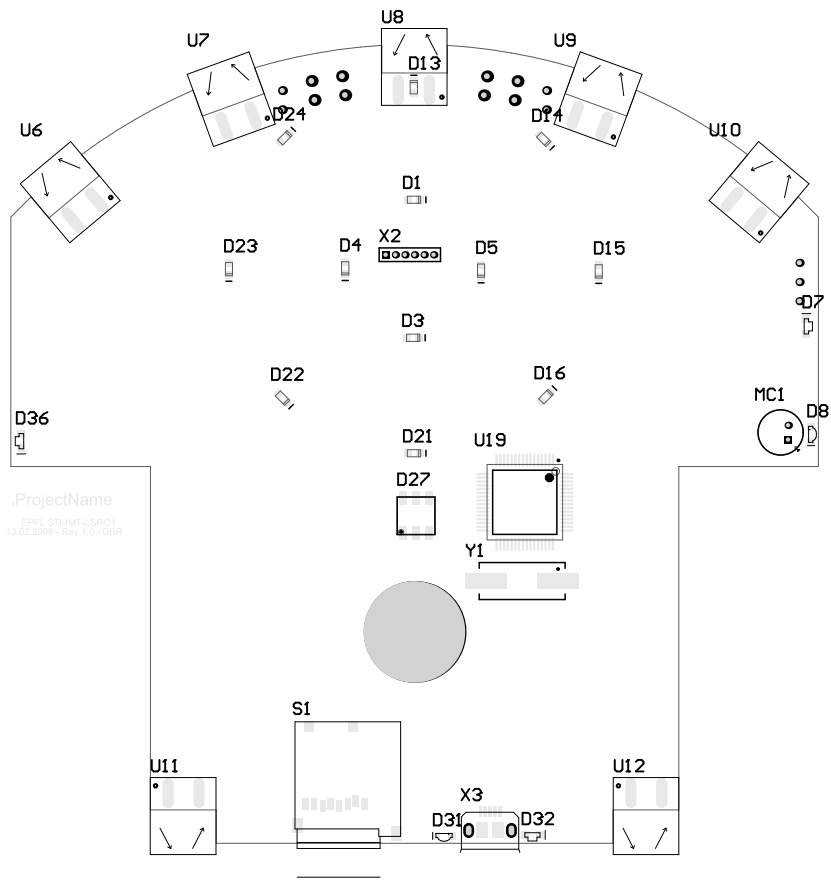 U8
U7
U9
D13
D24
D14
U6
U10
D1
X2
D23
D4
D5
D15
D7
D3
D22
D16
MC1
D8
D36
D21
U19
D27
.ProjectName
EPFL STI-IMT-LSRO1
13.02.2008 - Rev 1.0 - DBR
Y1
S1
U11
U12
X3
D31
D32